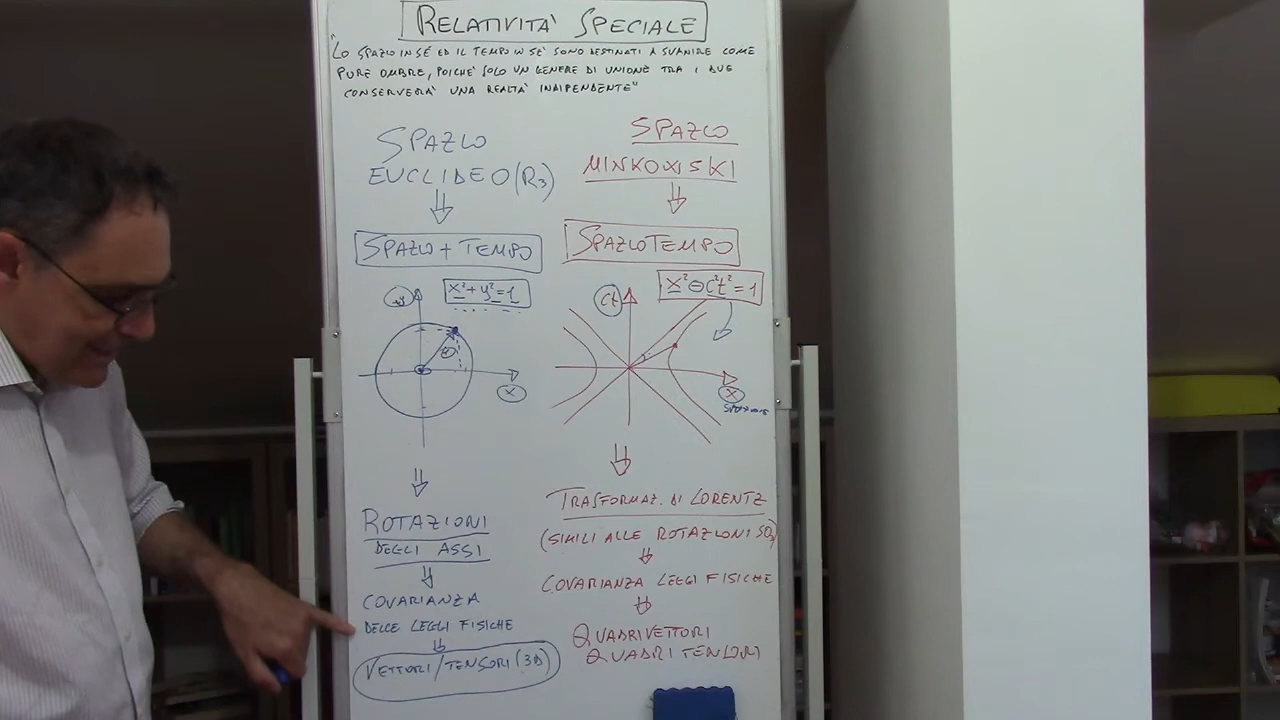 RELATIVITA' SPECIALE
"LO SPAZIO IN SÉ ED IL TEMPO IN SÉ SONO DESTINATI A SVANIRE COME
PURE OMBRE, POICHÈ SOLO UN GENERE DI UNIONE TRA I DUE
CONSERVERA' UNA REALTA' INDIPENDENTE"
SPAZIO
EUCLIDEO (R3)
SPAZIO + TEMPO
x²+y²=1
y
θ
x
ROTAZIONI
DEGLI ASSI
COVARIANZA
DELLE LEGGI FISICHE
VETTORI/TENSORI (3D)
SPAZIO
MINKOWSKI
SPAZIOTEMPO
x²-c²t²=1
ct
x
TRASFORMAZ. DI LORENTZ
(SIMILI ALLE ROTAZIONI SO3)
COVARIANZA LEGGI FISICHE
QUADRIVETTORI
QUADRITENSORI